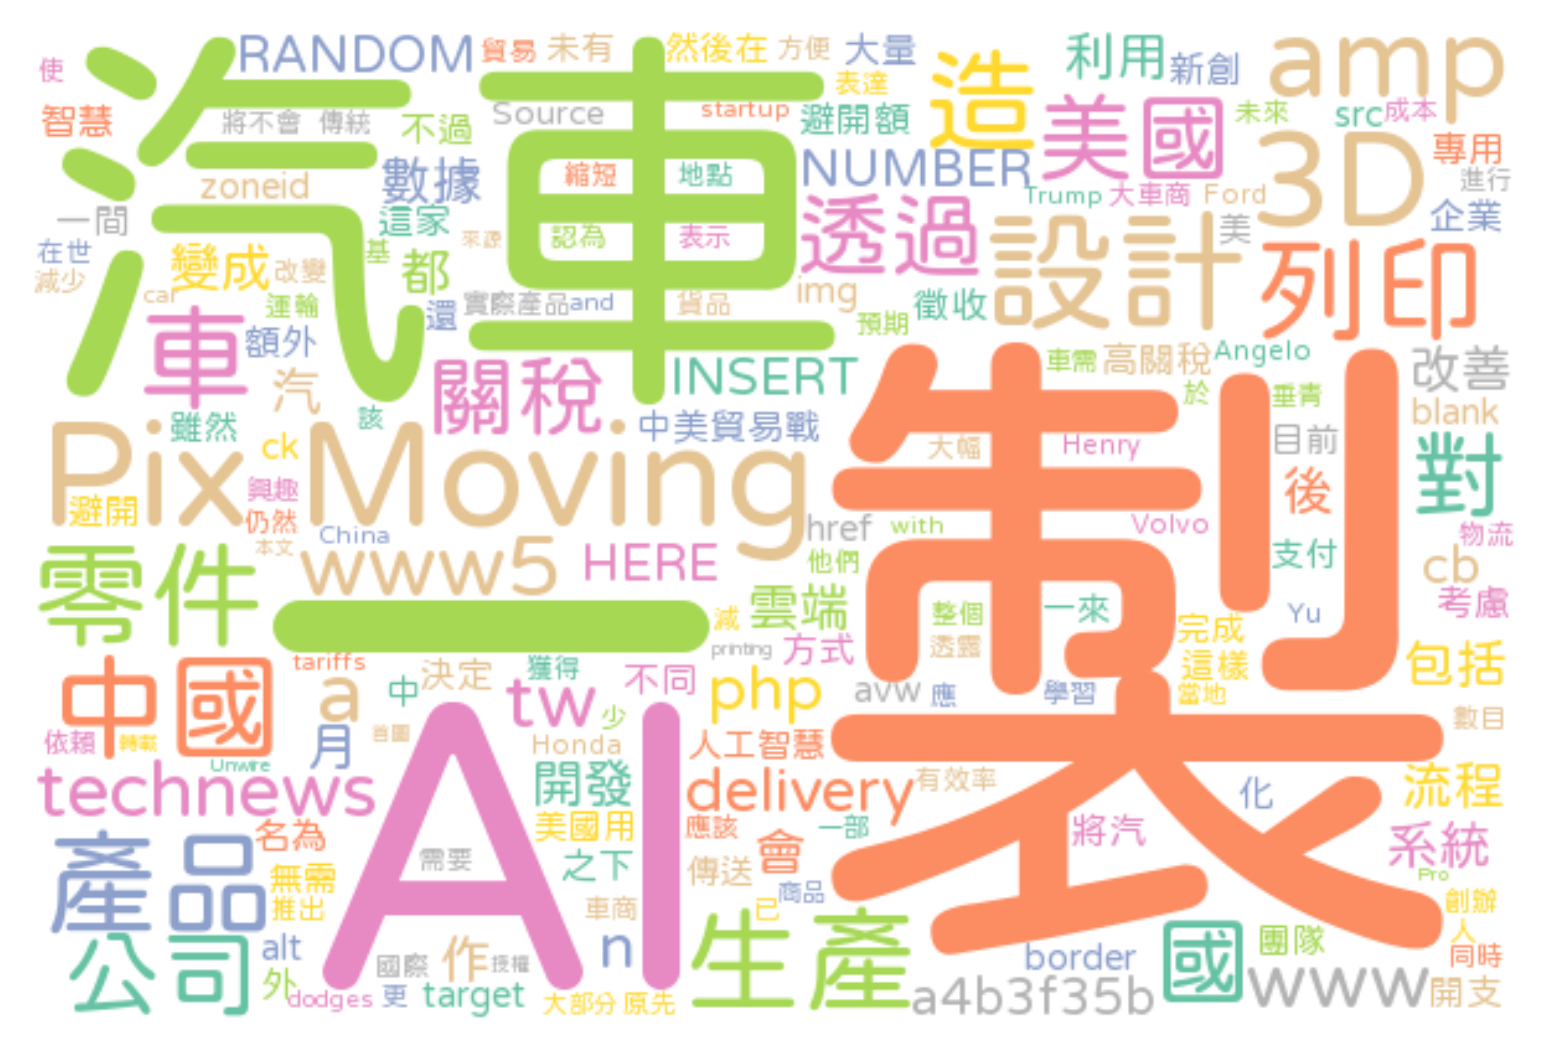 使
RANDOM
貿易
未有
然後在
方便
大量
利用
新創
amp
智慧
將不會
傳統
不過
Source
表達
startup
避開額
造
美國
未來
src
成本
汽車
zoneid
數據
縮短
地點
NUMBER
3D
專用
進行
一間
這家
來源
認為
表示
透過
Trump
大車商
Ford
設計
美
企業
在世
減少
變成
改變
基
都
car
運輸
還
實際產品
and
貨品
img
預期
徵收
列印
車
額外
汽
關稅
INSERT
車需
高關稅
Angelo
改善
雖然
該
中美貿易戰
製
於
垂青
blank
Pix
ck
Moving
大幅
Henry
目前
對
避開
興趣
仍然
本文
China
href
with
Volvo
後
物流
零件
www5
HERE
他們
支付
cb
一
減
雲端
整個
一來
Yu
考慮
printing
方式
透露
完成
這樣
包括
中國
tariffs
a
中
決定
獲得
不同
tw
少
php
avw
應
學習
當地
數目
依賴
轉載
Unwire
月
首圖
AI
Honda
人工智慧
technews
開發
delivery
有效率
化
流程
產品
名為
美國用
應該
一部
將汽
系統
無需
推出
需要
之下
傳送
會
商品
Pro
車商
已
創辦
人
公司
alt
外
國際
作
授權
n
生產
border
國
團隊
同時
dodges
更
target
大部分
原先
a4b3f35b
www
開支